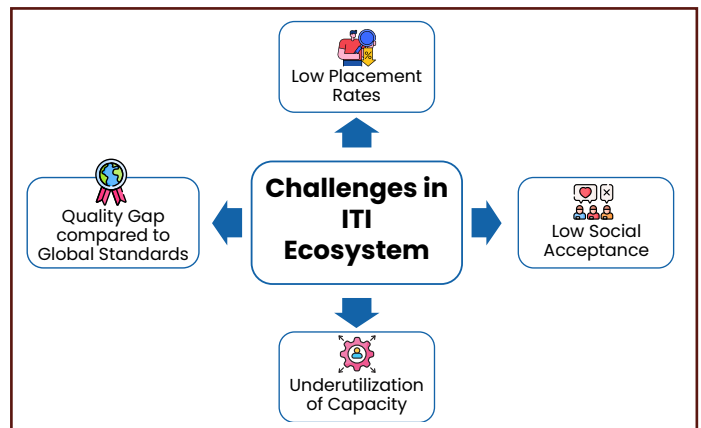 Low Placement
Rates
Challenges in
ITI
Ecosystem
Quality Gap
compared to
Global Standards
Low Social
Acceptance
Underutilization
of Capacity